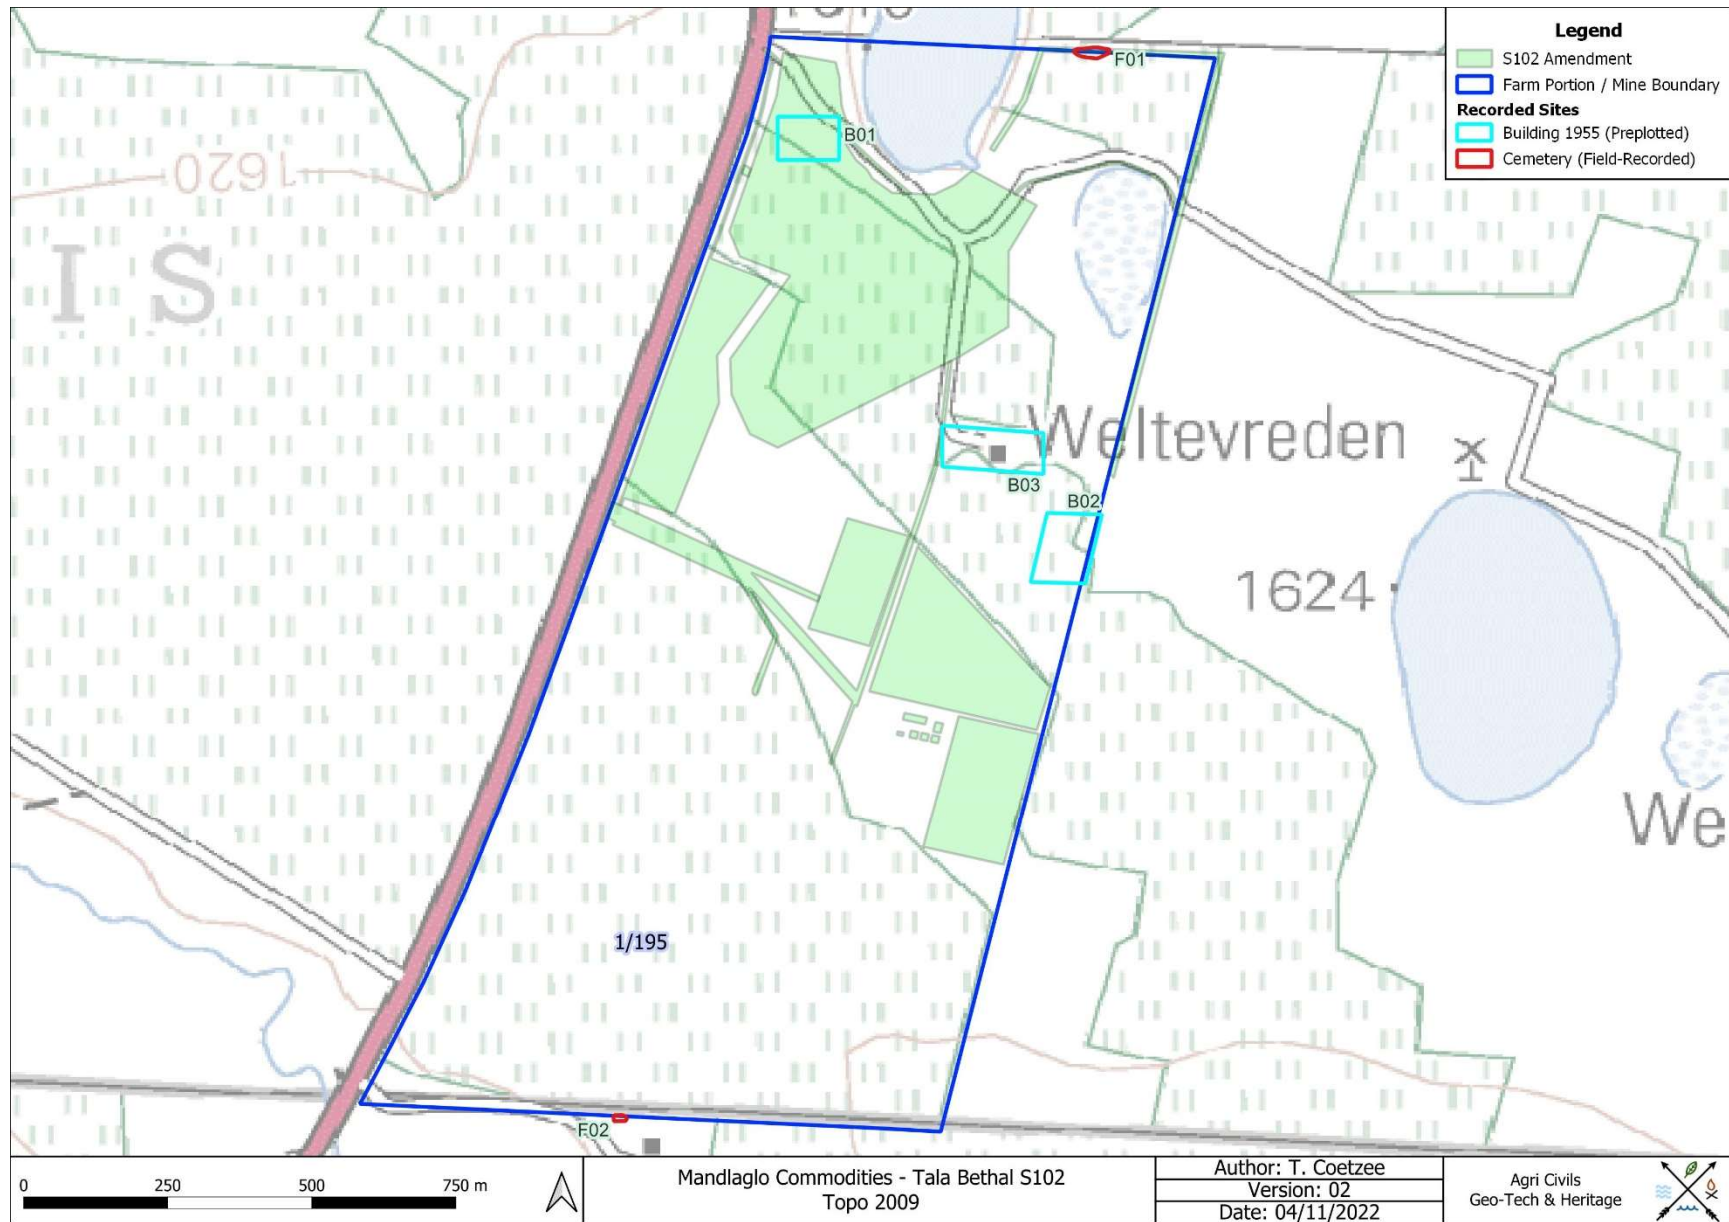 Legend
S102 Amendment
Farm Portion / Mine Boundary
Recorded Sites
Building 1955 (Preplotted)
Cemetery (Field-Recorded)
F01
B01
1620
I S
Weltevreden
B03
B02
1624
We
1/195
F02
0 250 500 750 m
Mandlaglo Commodities - Tala Bethal S102
Topo 2009
Author: T. Coetzee
Version: 02
Date: 04/11/2022
Agri Civils
Geo-Tech & Heritage